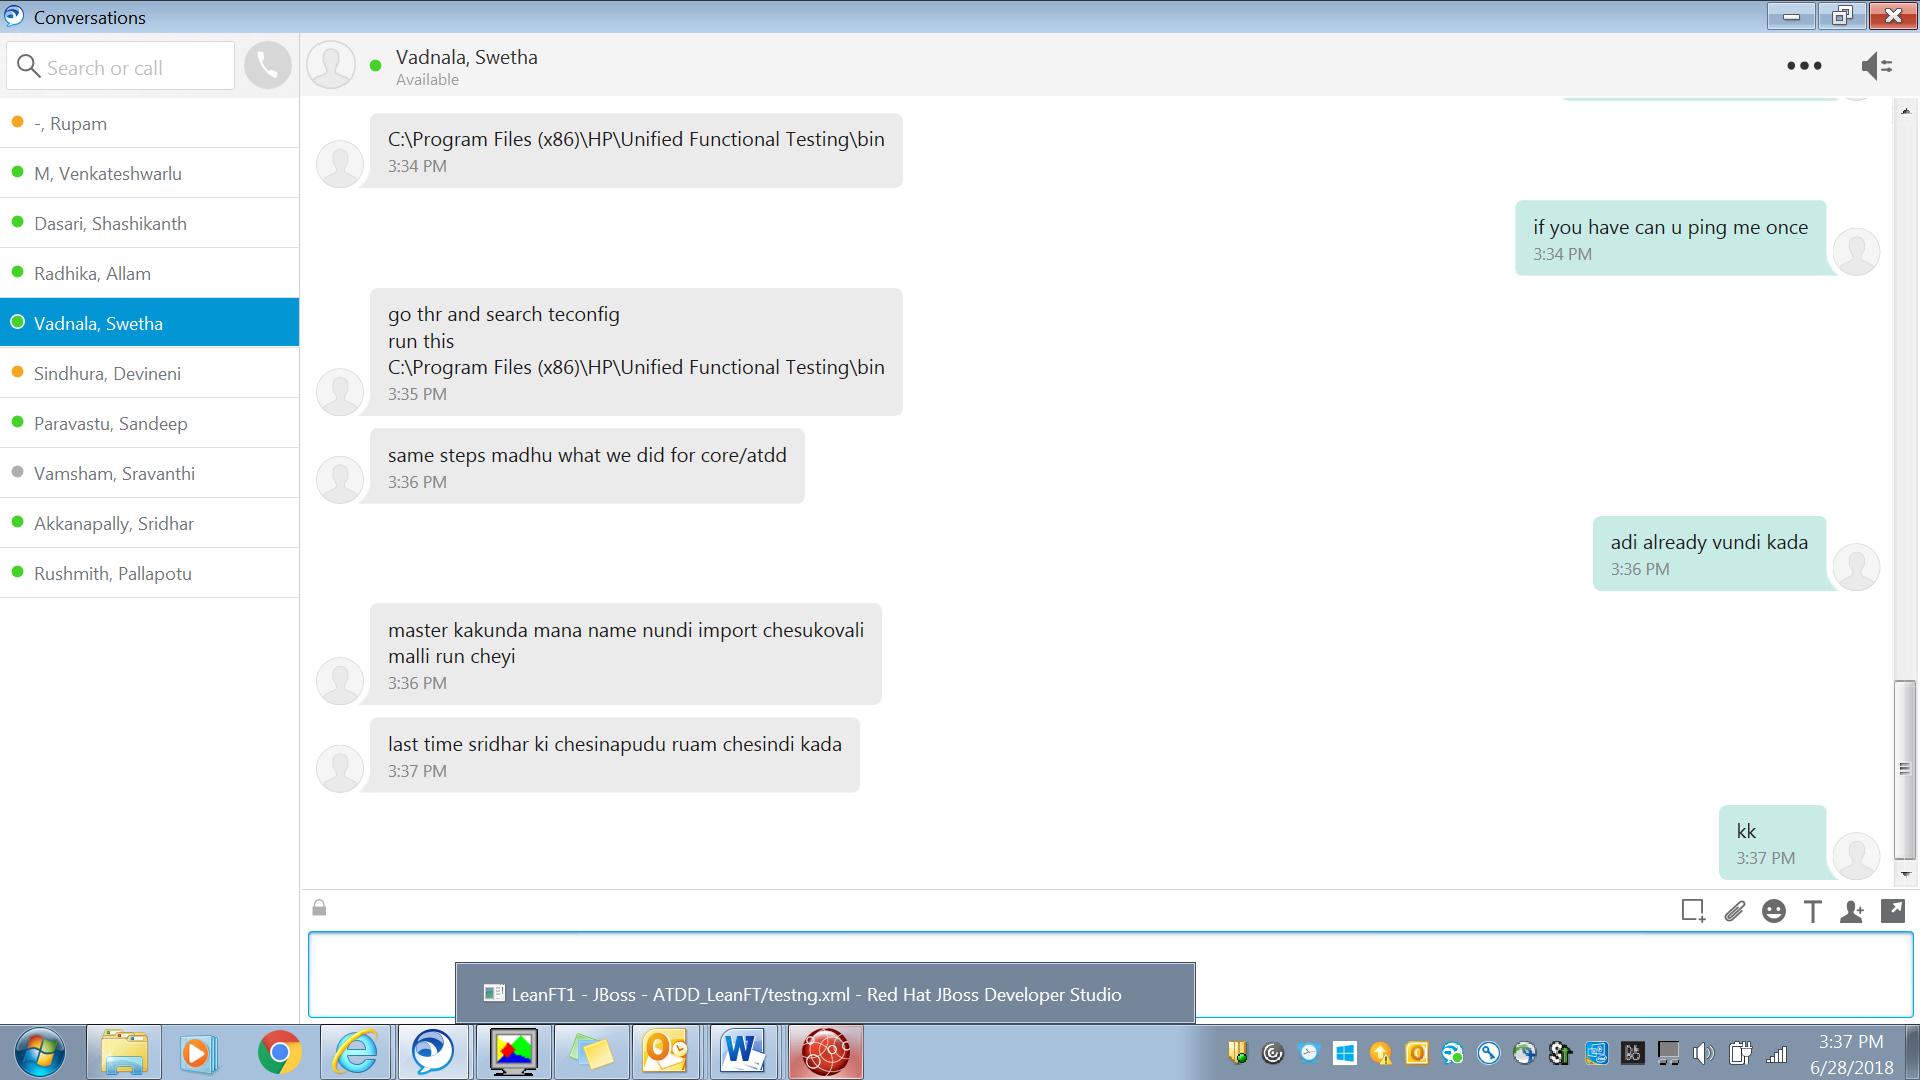 Conversations
Search or call
Vadnala, Swetha
Available
-, Rupam
M, Venkateshwarlu
Dasari, Shashikanth
Radhika, Allam
Vadnala, Swetha
Sindhura, Devineni
Paravastu, Sandeep
Vamsham, Sravanthi
Akkanapally, Sridhar
Rushmith, Pallapotu
C:\Program Files (x86)\HP\Unified Functional Testing\bin
3:34 PM
if you have can u ping me once
3:34 PM
go thr and search teconfig
run this
C:\Program Files (x86)\HP\Unified Functional Testing\bin
3:35 PM
same steps madhu what we did for core/atdd
3:36 PM
adi already vundi kada
3:36 PM
master kakunda mana name nundi import chesukovali
malli run cheyi
3:36 PM
last time sridhar ki chesinapudu ruam chesindi kada
3:37 PM
kk
3:37 PM
LeanFT1 - JBoss - ATDD_LeanFT/testng.xml - Red Hat JBoss Developer Studio
3:37 PM
6/28/2018